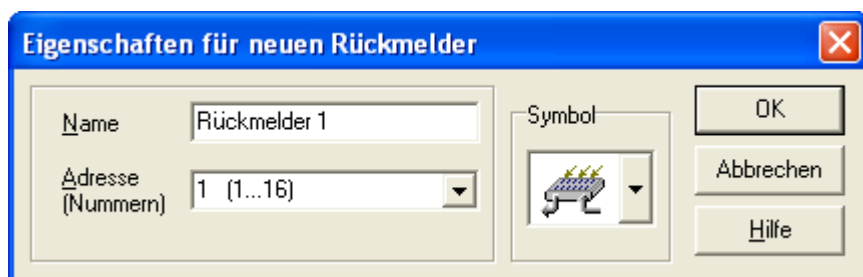 Eigenschaften für neuen Rückmelder
Name
Rückmelder 1
Adresse
(Nummern)
1 (1...16)
Symbol
OK
Abbrechen
Hilfe